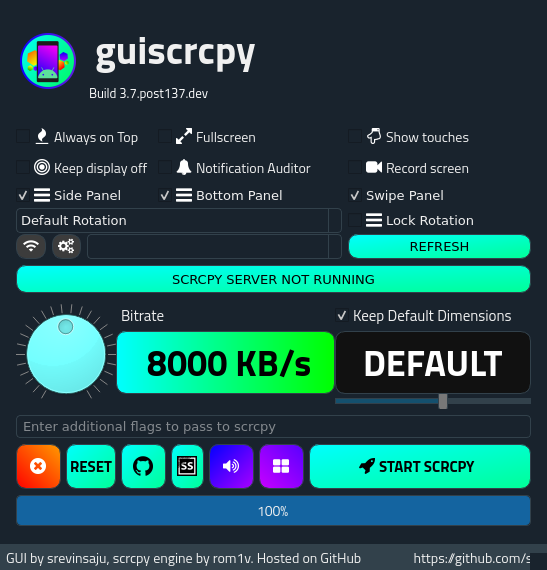 guiscrcpy
Build 3.7.post137.dev
Always on Top
Fullscreen
Show touches
Keep display off
Notification Auditor
Record screen
Side Panel
Bottom Panel
Swipe Panel
Default Rotation
Lock Rotation
REFRESH
SCRCPY SERVER NOT RUNNING
Bitrate
Keep Default Dimensions
8000 KB/s
DEFAULT
Enter additional flags to pass to scrcpy
RESET
SS
START SCRCPY
100%
GUI by srevinsaju, scrcpy engine by rom1v. Hosted on GitHub
https://github.com/s